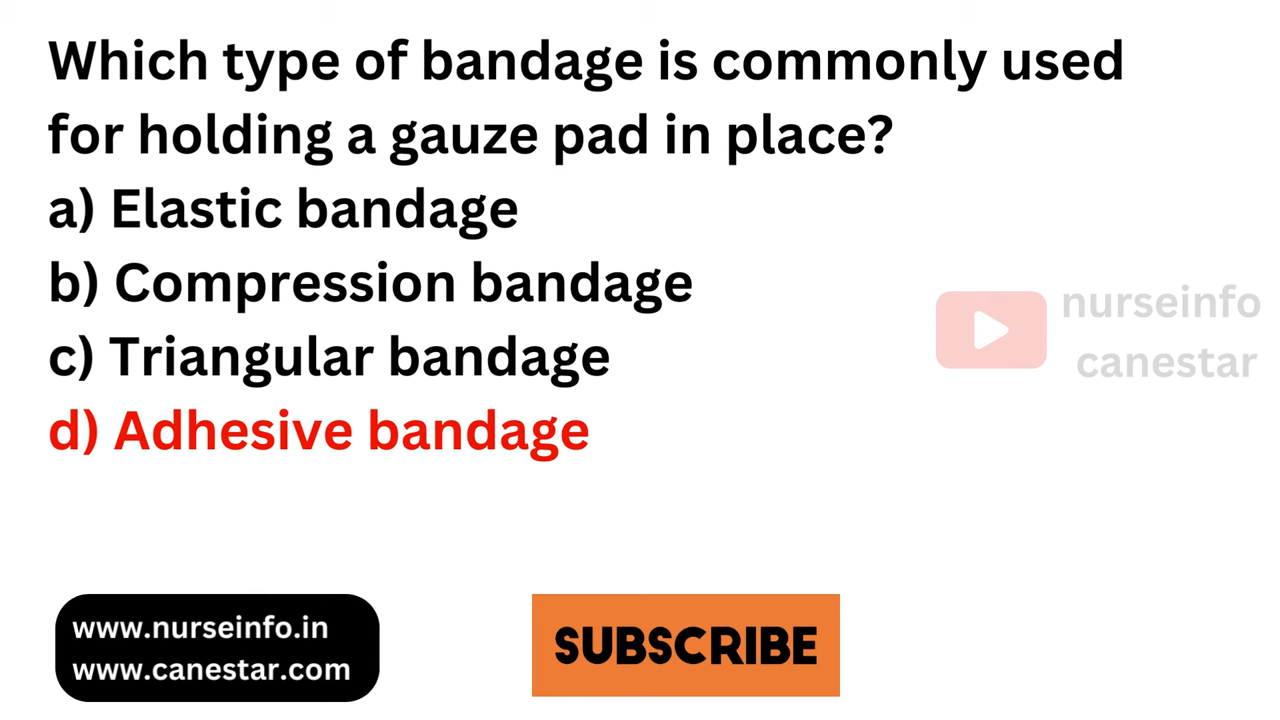 Which type of bandage is commonly used
for holding a gauze pad in place?
a) Elastic bandage
b) Compression bandage
c) Triangular bandage
d) Adhesive bandage
nurseinfo
canestar
www.nurseinfo.in
www.canestar.com
SUBSCRIBE